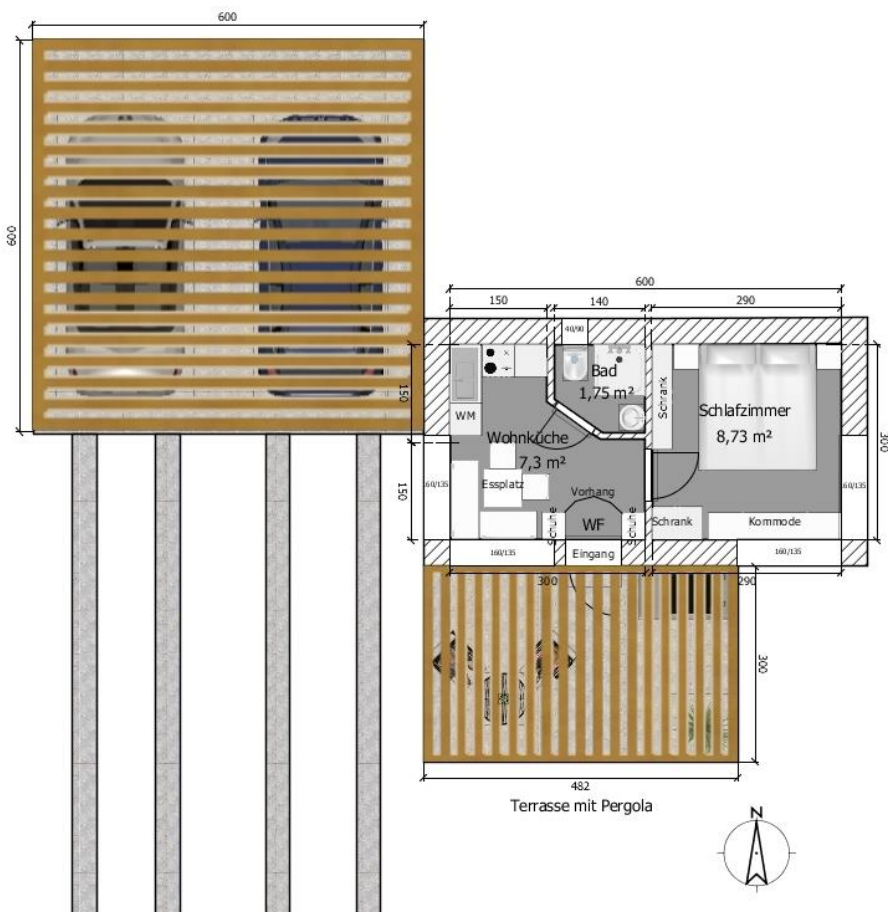 600
600
600
150
140
290
40/90
Bad
1,75 m²
Schrank
Schlafzimmer
8,73 m²
150
WM
Wohnküche
7,3 m²
300
160/135
Essplatz
Vorhang
160/135
150
Schuhe
WF
Schuhe
Schrank
Kommode
160/135
Eingang
160/135
300
290
300
482
Terrasse mit Pergola
N